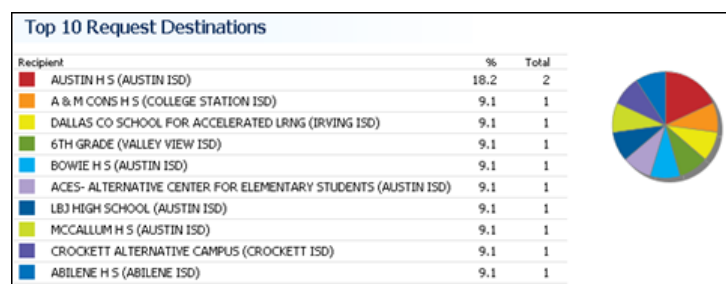 Top 10 Request Destinations
Recipient % Total
AUSTIN H S (AUSTIN ISD) 18.2 2
A & M CONS H S (COLLEGE STATION ISD) 9.1 1
DALLAS CO SCHOOL FOR ACCELERATED LRNG (IRVING ISD) 9.1 1
6TH GRADE (VALLEY VIEW ISD) 9.1 1
BOWIE H S (AUSTIN ISD) 9.1 1
ACES- ALTERNATIVE CENTER FOR ELEMENTARY STUDENTS (AUSTIN ISD) 9.1 1
LBJ HIGH SCHOOL (AUSTIN ISD) 9.1 1
MCCALLUM H S (AUSTIN ISD) 9.1 1
CROCKETT ALTERNATIVE CAMPUS (CROCKETT ISD) 9.1 1
ABILENE H S (ABILENE ISD) 9.1 1